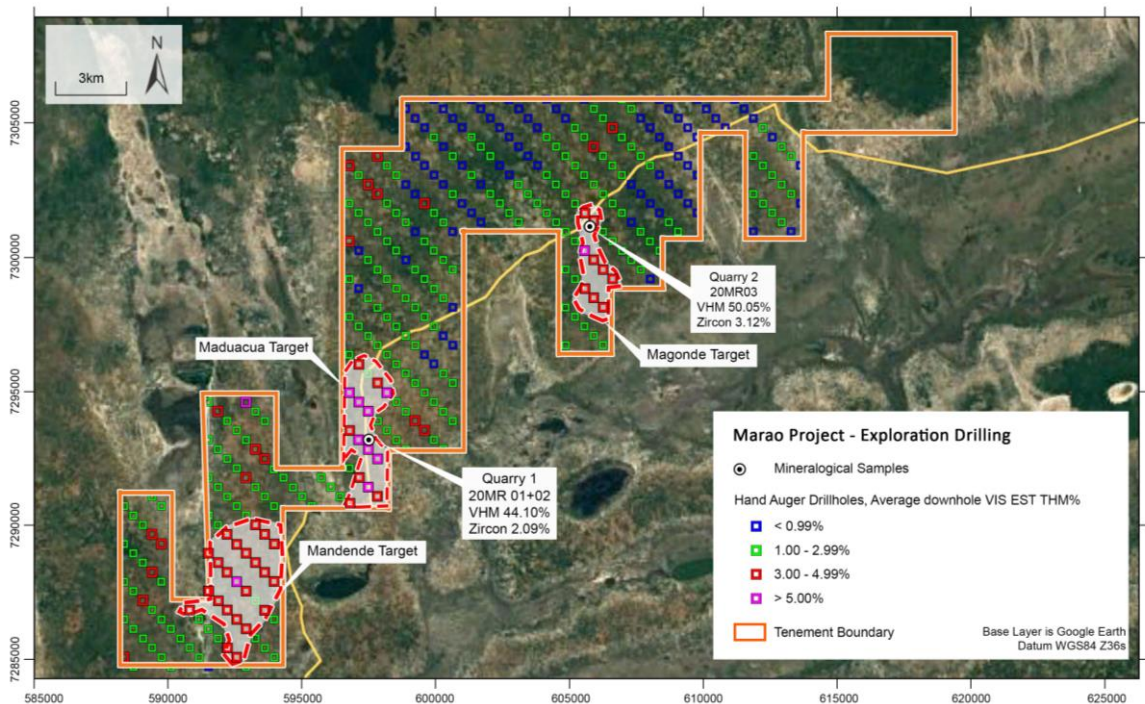 N
3km
7305000
7300000
7295000
7290000
7285000
Maduacua Target
Quarry 2
20MR03
VHM 50.05%
Zircon 3.12%
Magonde Target
Quarry 1
20MR 01+02
VHM 44.10%
Zircon 2.09%
Mandende Target
Marao Project - Exploration Drilling
Mineralogical Samples
Hand Auger Drillholes, Average downhole VIS EST THM%
< 0.99%
1.00 - 2.99%
3.00 - 4.99%
> 5.00%
Tenement Boundary
Base Layer is Google Earth
Datum WGS84 Z36s
585000 590000 595000 600000 605000 610000 615000 620000 625000